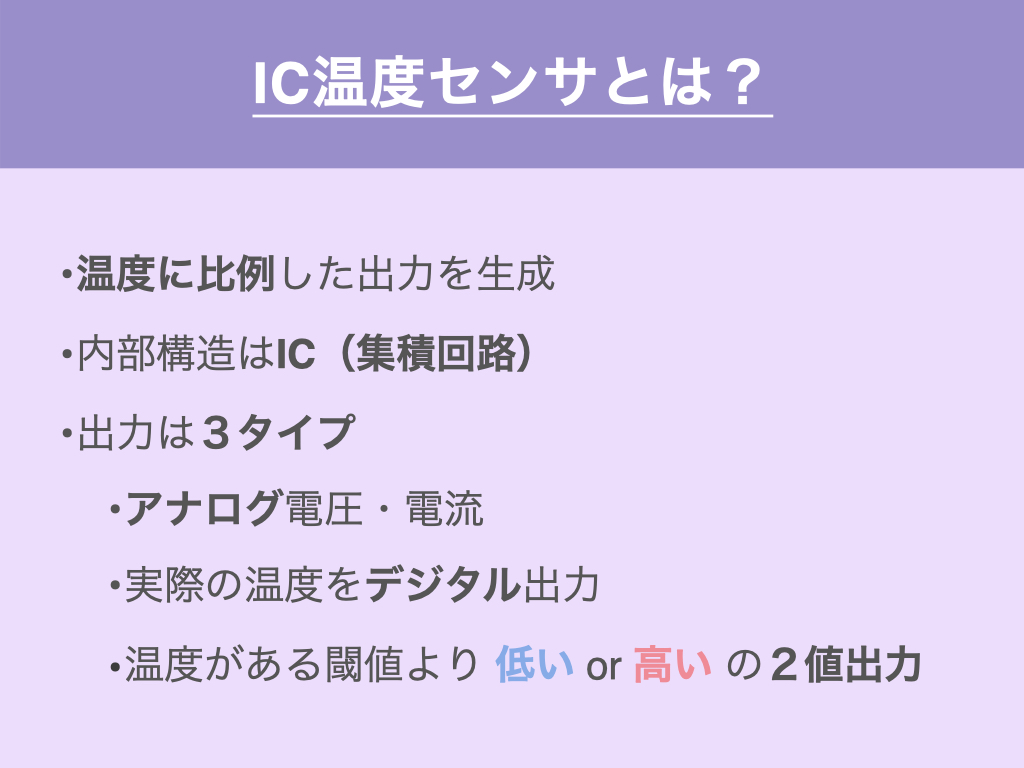 IC温度センサとは？
•温度に比例した出力を生成
•内部構造はIC（集積回路）
•出力は３タイプ
•アナログ電圧・電流
•実際の温度をデジタル出力
•温度がある閾値より 低い or 高い の２値出力